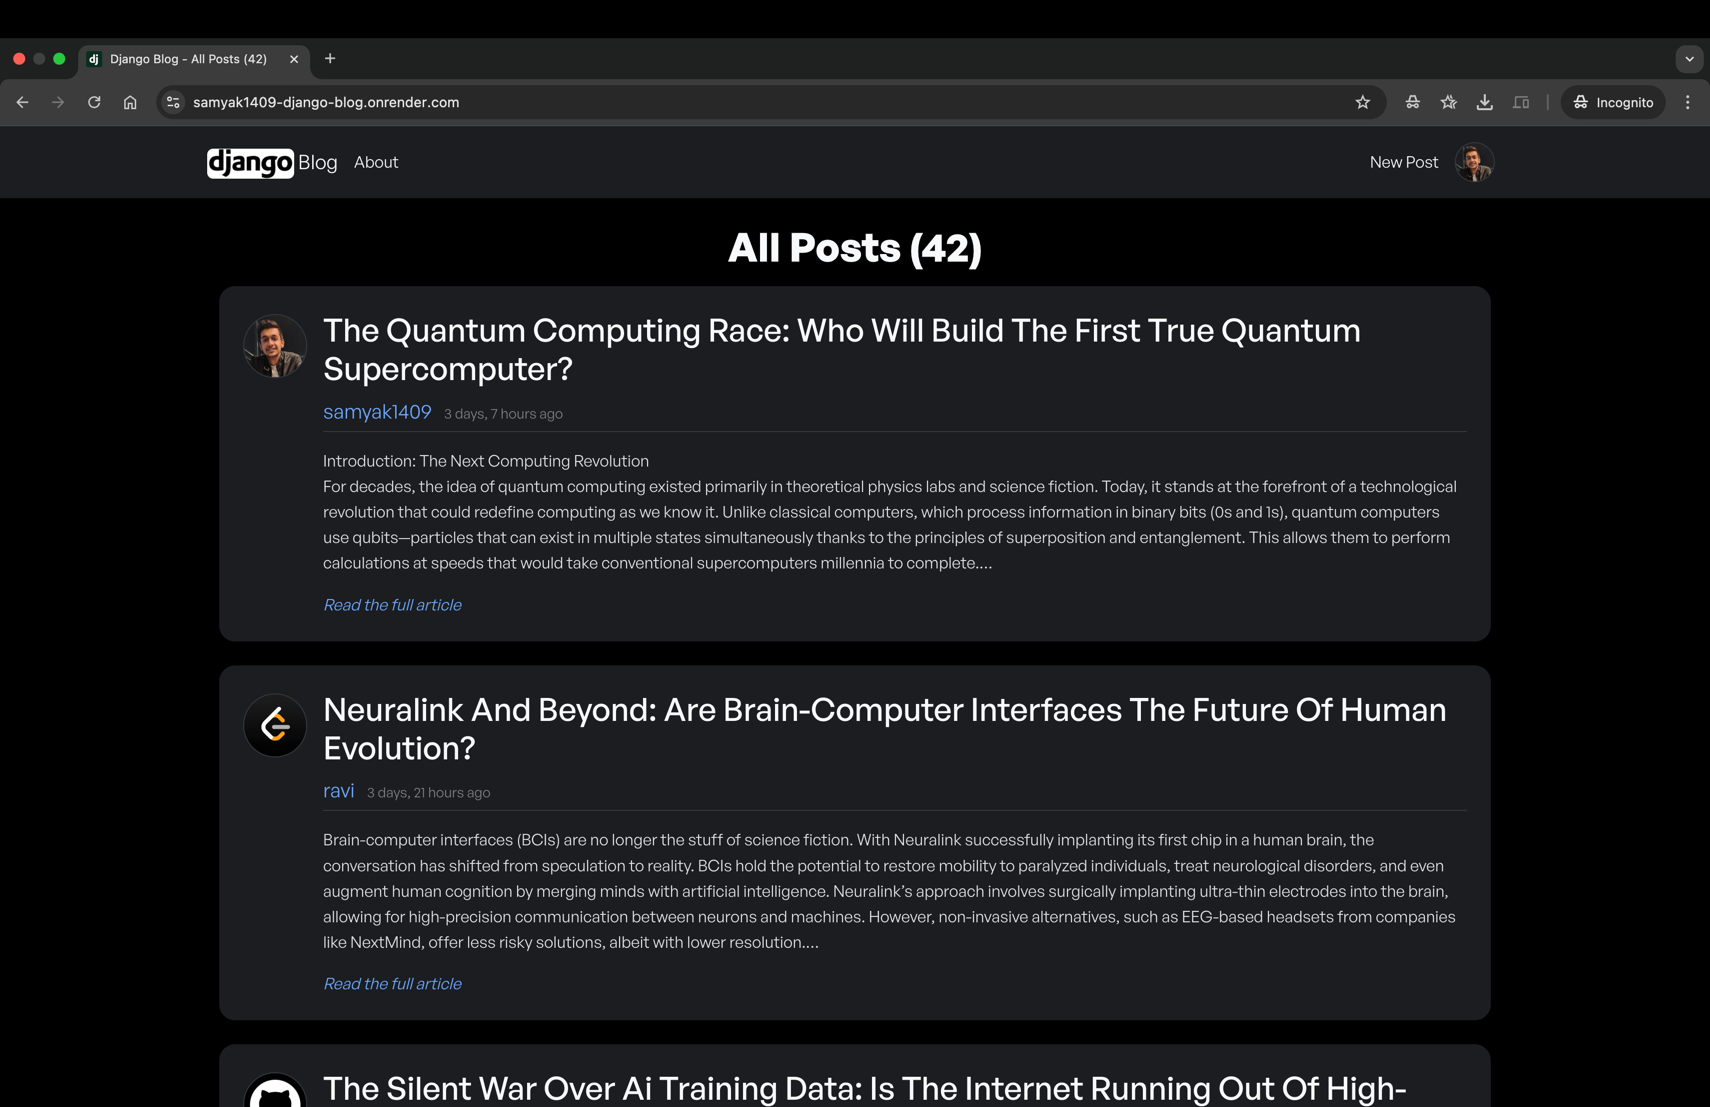 dj Django Blog - All Posts (42)
samyak1409-django-blog.onrender.com
Incognito
django Blog About
New Post
All Posts (42)
The Quantum Computing Race: Who Will Build The First True Quantum
Supercomputer?
samyak1409 3 days, 7 hours ago
Introduction: The Next Computing Revolution
For decades, the idea of quantum computing existed primarily in theoretical physics labs and science fiction. Today, it stands at the forefront of a technological
revolution that could redefine computing as we know it. Unlike classical computers, which process information in binary bits (0s and 1s), quantum computers
use qubits—particles that can exist in multiple states simultaneously thanks to the principles of superposition and entanglement. This allows them to perform
calculations at speeds that would take conventional supercomputers millennia to complete....
Read the full article
Neuralink And Beyond: Are Brain-Computer Interfaces The Future Of Human
Evolution?
ravi 3 days, 21 hours ago
Brain-computer interfaces (BCIs) are no longer the stuff of science fiction. With Neuralink successfully implanting its first chip in a human brain, the
conversation has shifted from speculation to reality. BCIs hold the potential to restore mobility to paralyzed individuals, treat neurological disorders, and even
augment human cognition by merging minds with artificial intelligence. Neuralink’s approach involves surgically implanting ultra-thin electrodes into the brain,
allowing for high-precision communication between neurons and machines. However, non-invasive alternatives, such as EEG-based headsets from companies
like NextMind, offer less risky solutions, albeit with lower resolution....
Read the full article
The Silent War Over Ai Training Data: Is The Internet Running Out Of High-